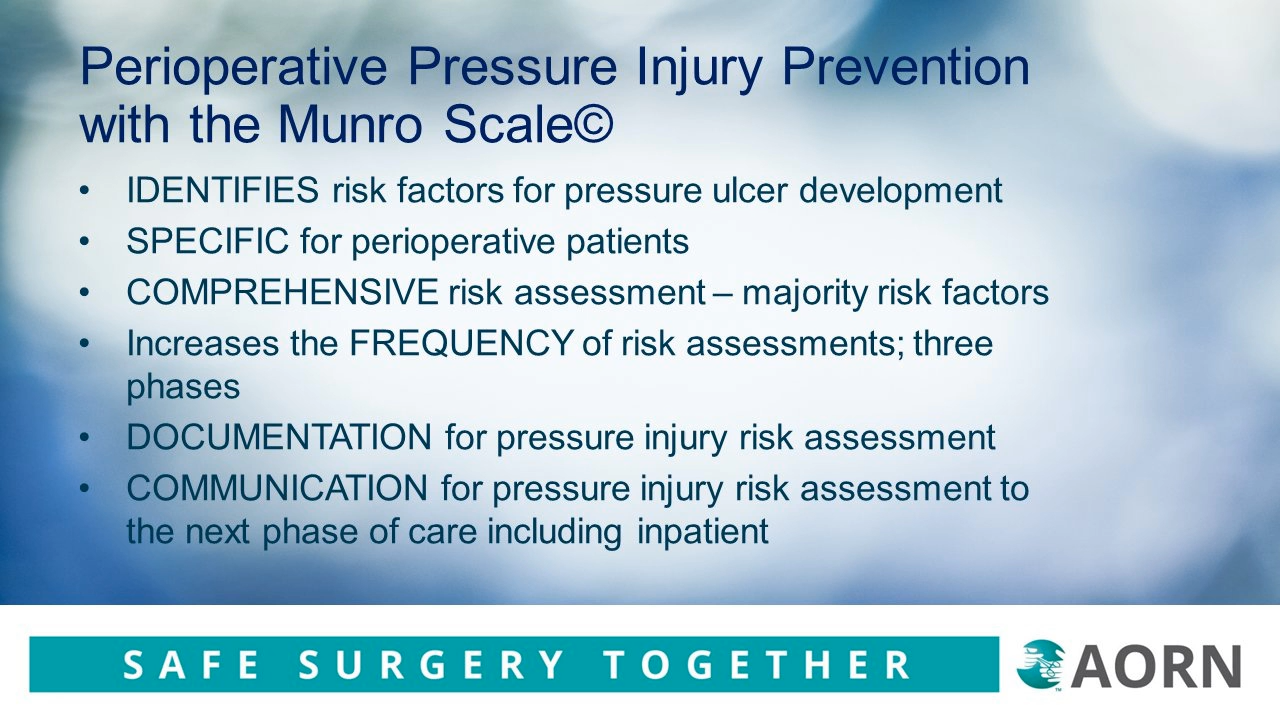 Perioperative Pressure Injury Prevention
with the Munro Scale©
• IDENTIFIES risk factors for pressure ulcer development
• SPECIFIC for perioperative patients
• COMPREHENSIVE risk assessment – majority risk factors
• Increases the FREQUENCY of risk assessments; three
phases
• DOCUMENTATION for pressure injury risk assessment
• COMMUNICATION for pressure injury risk assessment to
the next phase of care including inpatient
SAFE SURGERY TOGETHER
AORN
TM